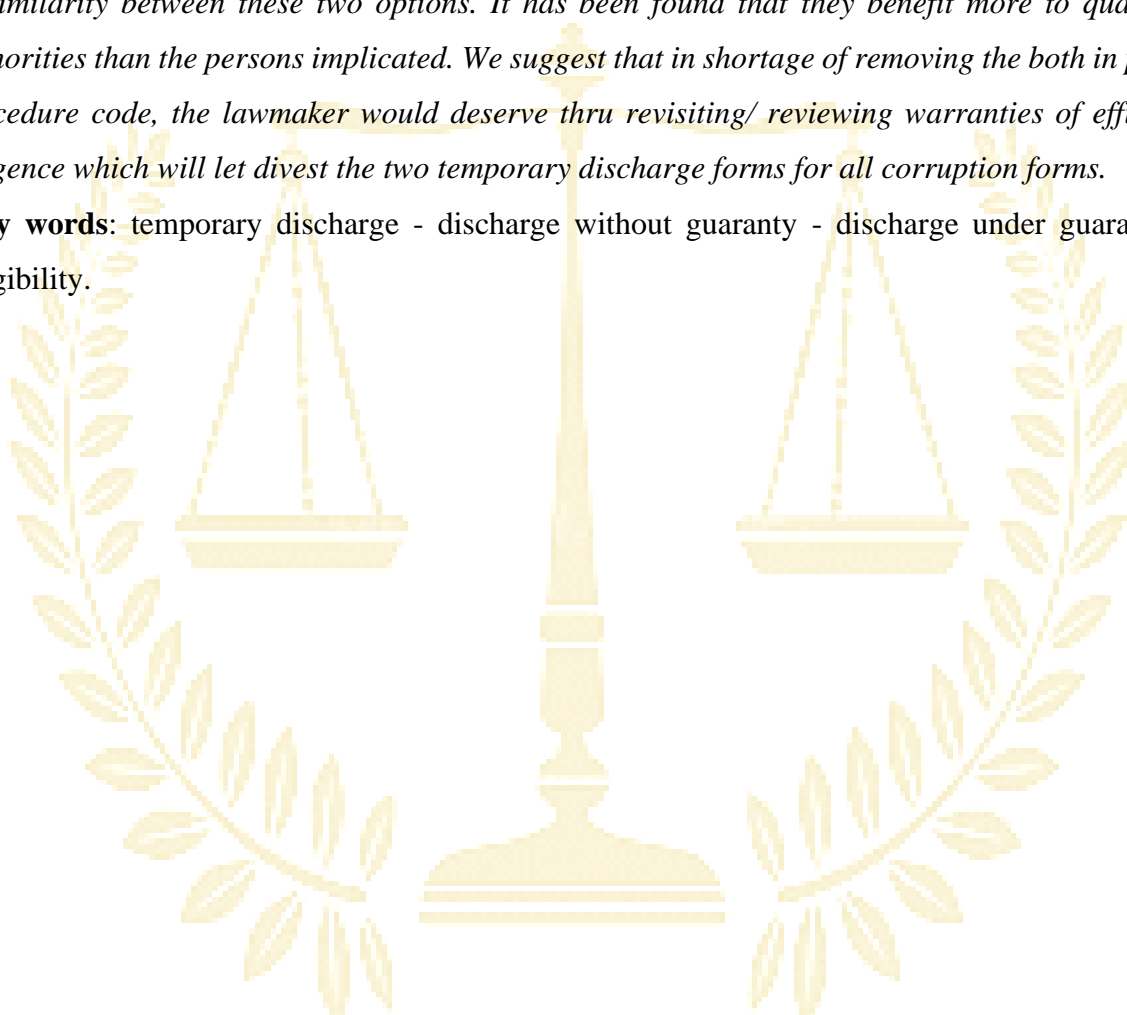 similarity between these two options. It has been found that they benefit more to qua
orities than the persons implicated. We suggest that in shortage of removing the both in
cedure code, the lawmaker would deserve thru revisiting/ reviewing warranties of effi
gence which will let divest the two temporary discharge forms for all corruption forms.
y words: temporary discharge - discharge without guaranty - discharge under guara
gibility.